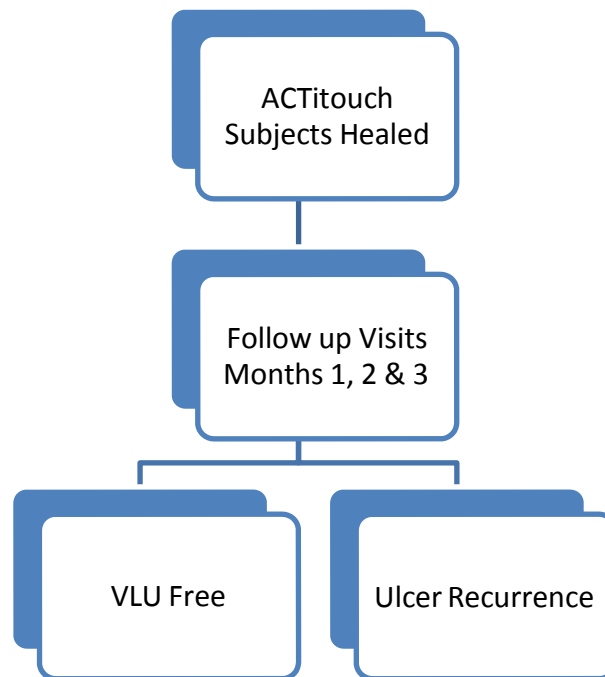 ACTitouch
Subjects Healed
Follow up Visits
Months 1, 2 & 3
VLU Free
Ulcer Recurrence